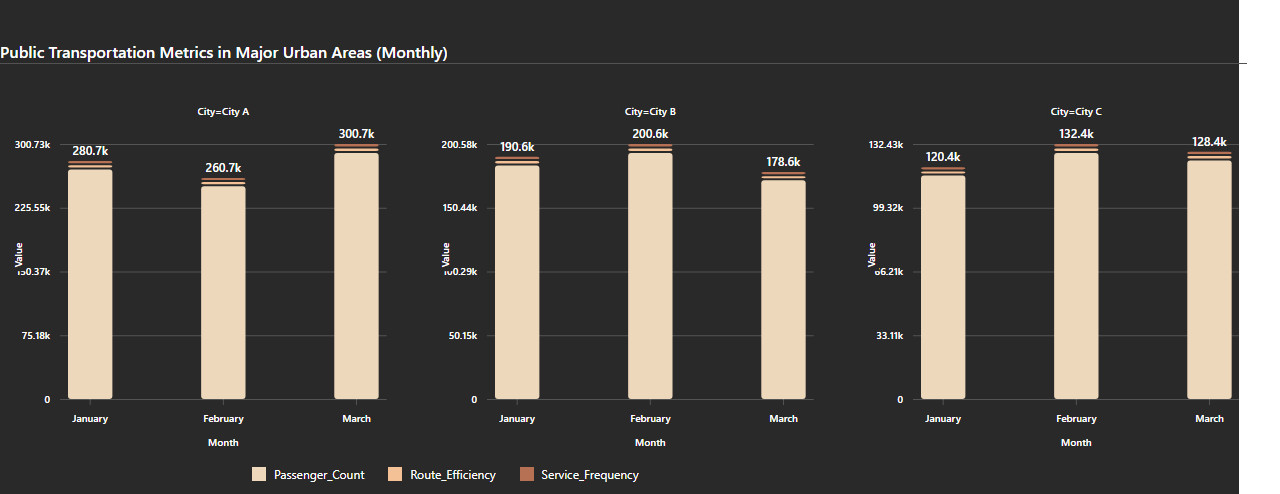 Public Transportation Metrics in Major Urban Areas (Monthly)
City=City A
300.73k
225.55k
75.18k
0
Value
280.7k
260.7k
300.7k
January
February
March
Month
City=City B
200.58k
150.44k
50.15k
0
Value
190.6k
200.6k
178.6k
January
February
March
Month
City=City C
132.43k
99.32k
66.21k
33.11k
0
Value
120.4k
132.4k
128.4k
January
February
March
Month
Passenger_Count
Route_Efficiency
Service_Frequency